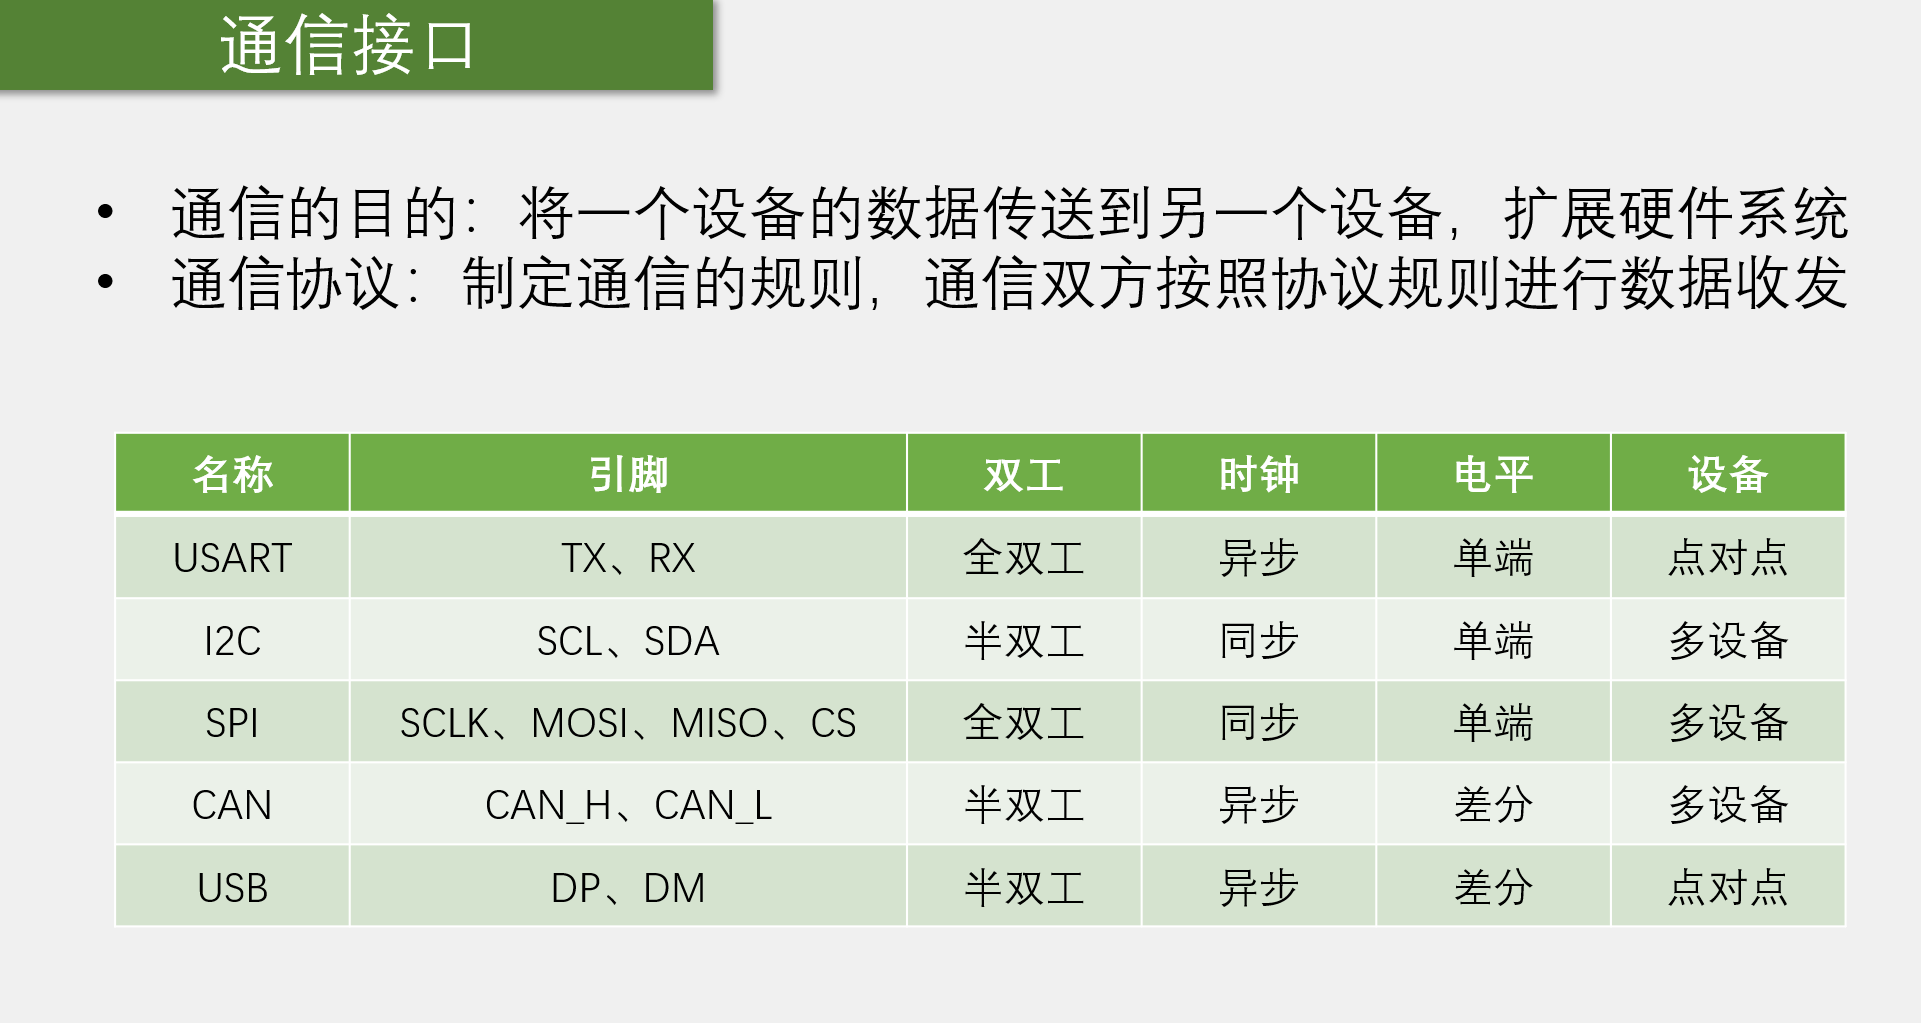 通信接口
• 通信的目的：将一个设备的数据传送到另一个设备，扩展硬件系统
• 通信协议：制定通信的规则，通信双方按照协议规则进行数据收发
名称 引脚 双工 时钟 电平 设备
USART TX、RX 全双工 异步 单端 点对点
I2C SCL、SDA 半双工 同步 单端 多设备
SPI SCLK、MOSI、MISO、CS 全双工 同步 单端 多设备
CAN CAN_H、CAN_L 半双工 异步 差分 多设备
USB DP、DM 半双工 异步 差分 点对点